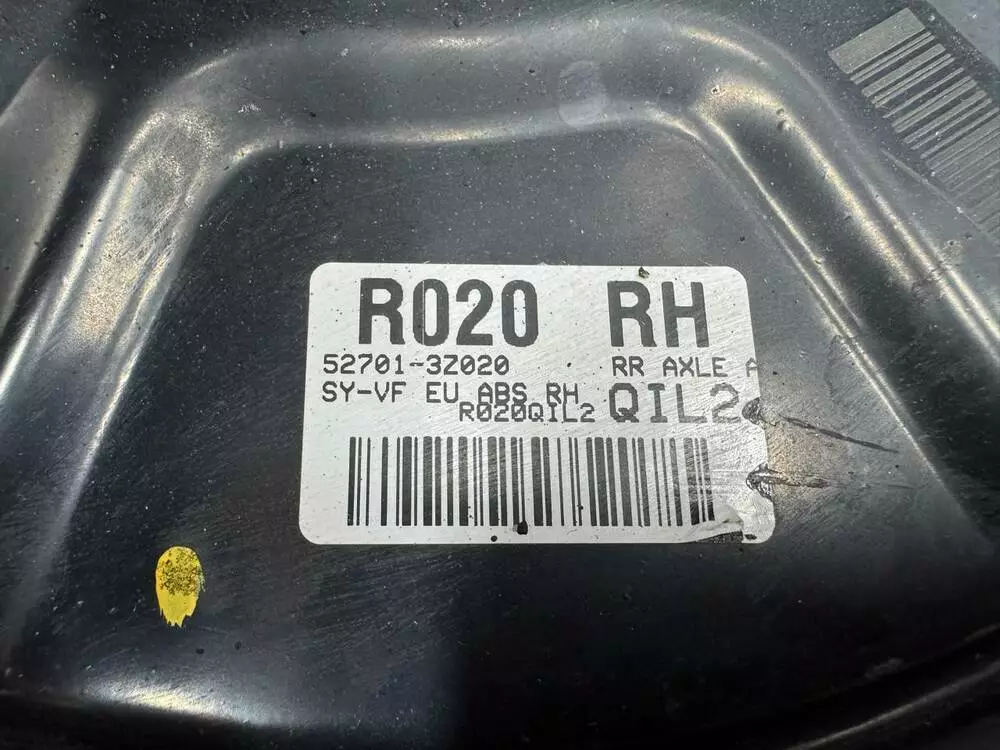 R020 RH
52701-3Z020 RR AXLE A
SY-VF EU ABS RH QIL2
R020QIL2